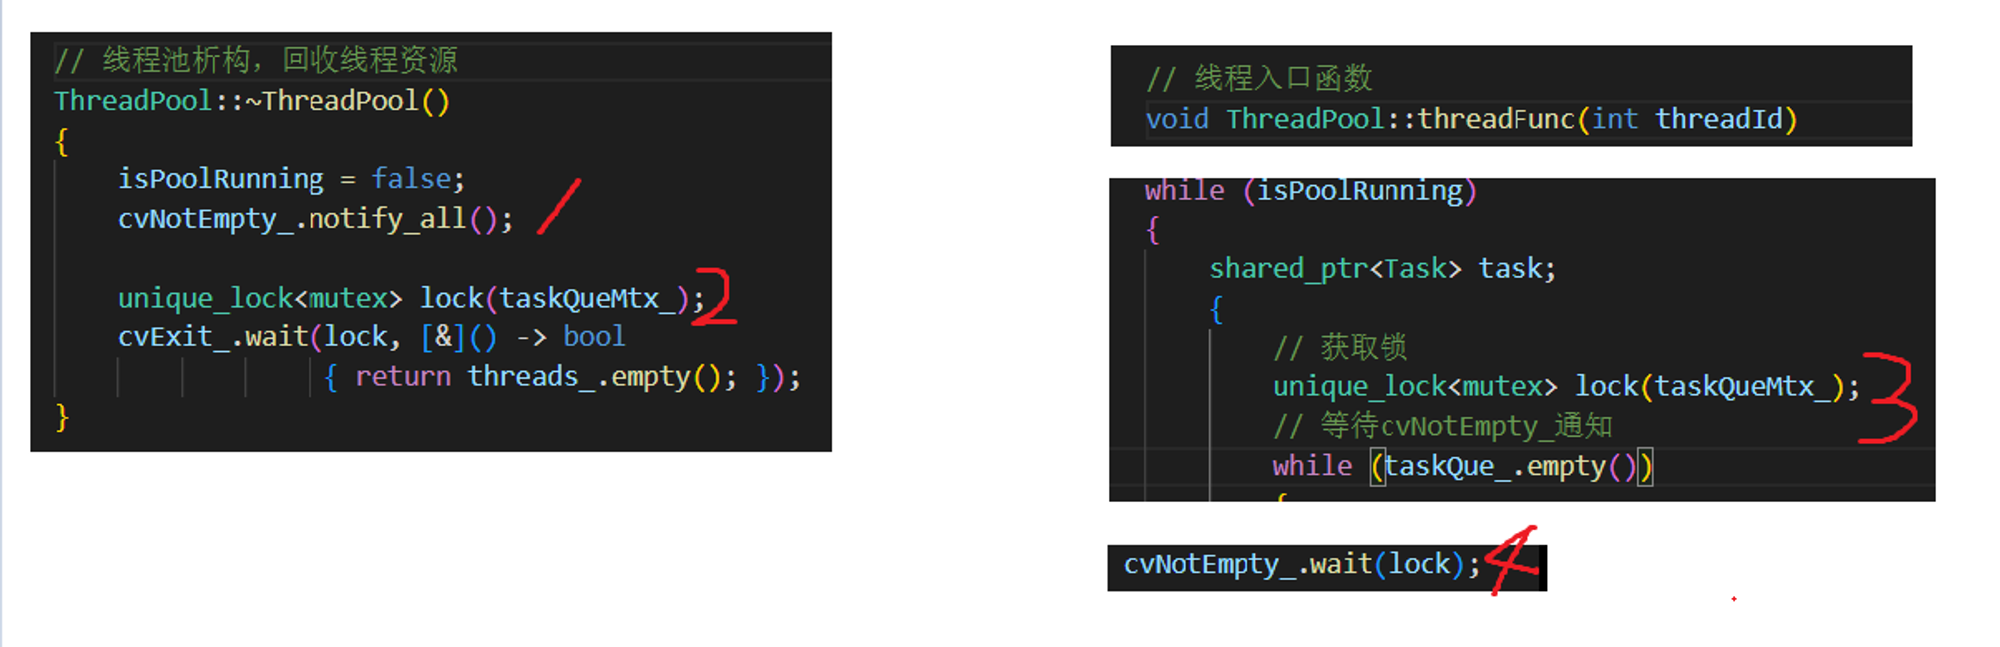 // 线程池析构，回收线程资源
ThreadPool::~ThreadPool()
{
isPoolRunning = false;
cvNotEmpty_.notify_all();
1
unique_lock<mutex> lock(taskQueMtx_);
2
cvExit_.wait(lock, [&]() -> bool
{ return threads_.empty(); });
}
// 线程入口函数
void ThreadPool::threadFunc(int threadId)
while (isPoolRunning)
{
shared_ptr<Task> task;
{
// 获取锁
unique_lock<mutex> lock(taskQueMtx_);
3
// 等待cvNotEmpty_通知
while (taskQue_.empty())
{
cvNotEmpty_.wait(lock);
4